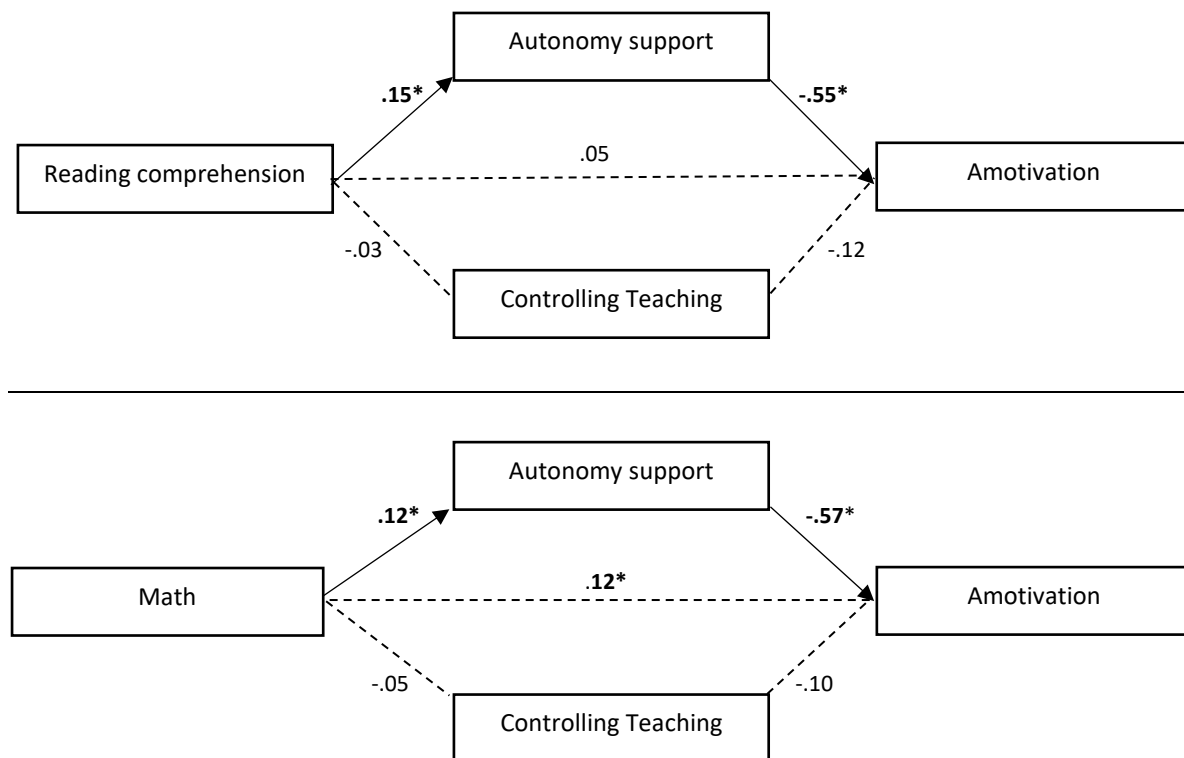 Autonomy support
.15*
-.55*
.05
Reading comprehension
Amotivation
-.03
-.12
Controlling Teaching
Autonomy support
.12*
-.57*
.12*
Math
Amotivation
-.05
-.10
Controlling Teaching